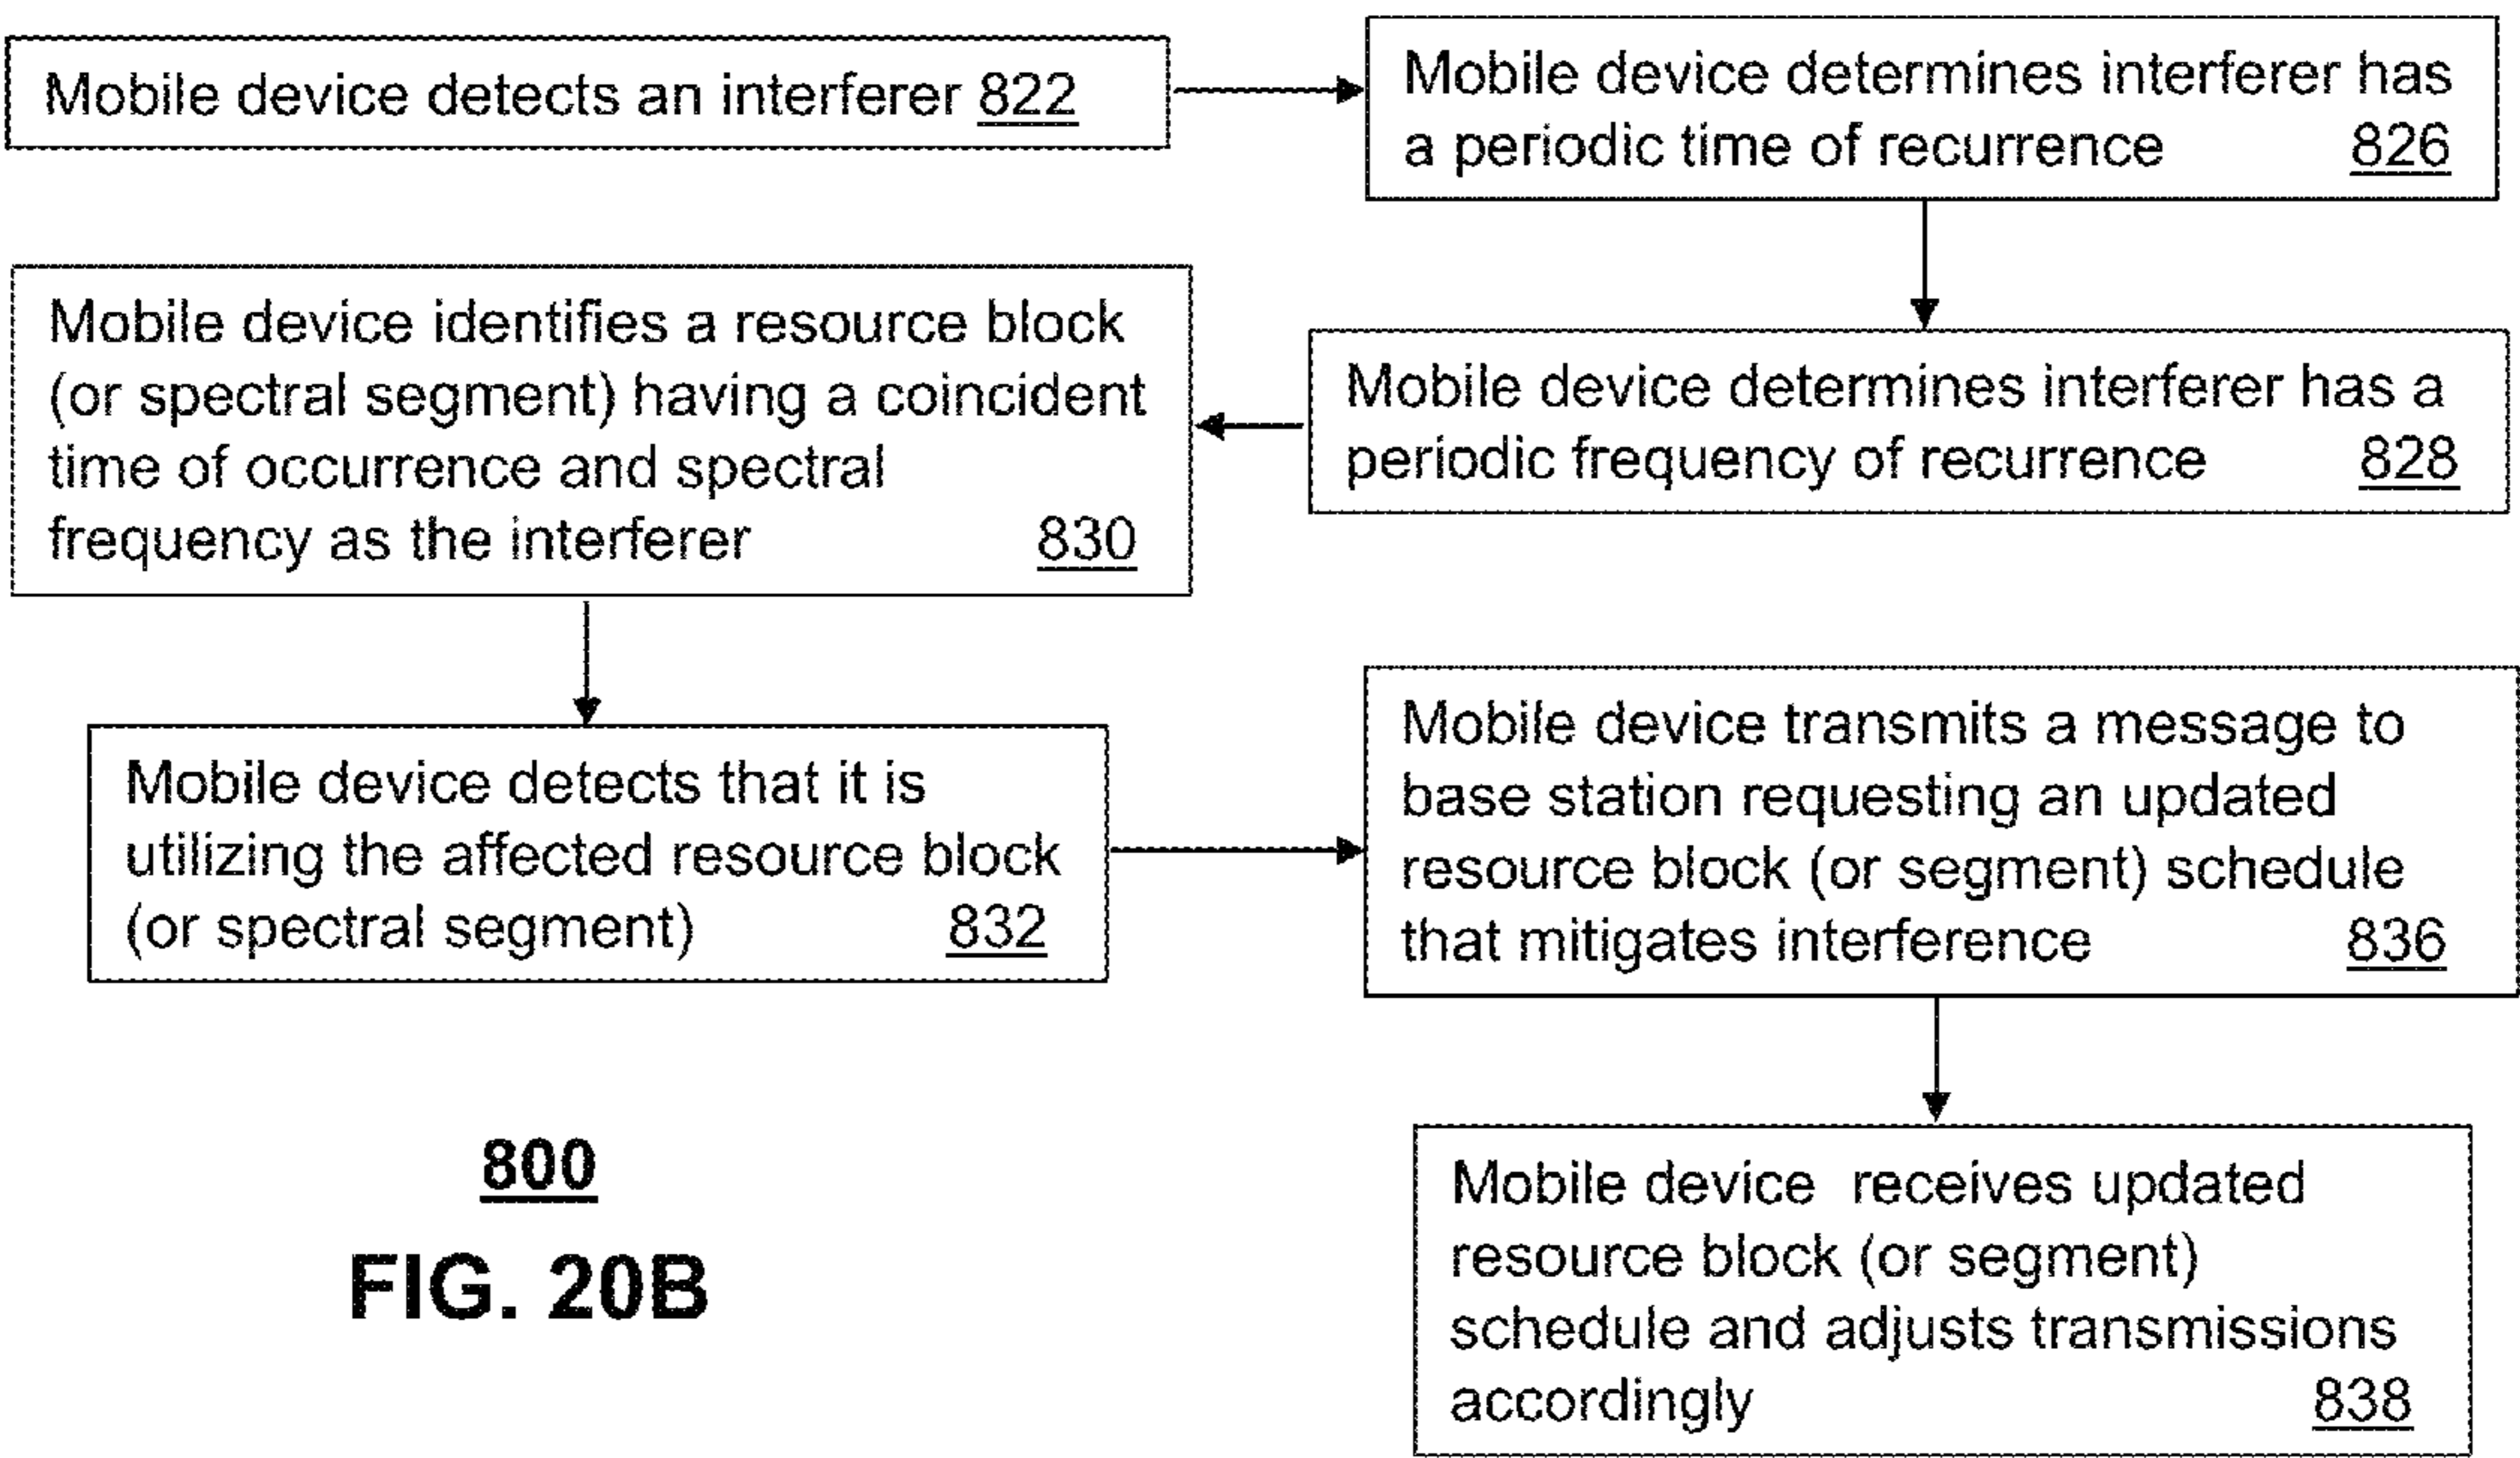 Mobile device detects an interferer 822
Mobile device determines interferer has
a periodic time of recurrence 826
Mobile device determines interferer has a
periodic frequency of recurrence 828
Mobile device identifies a resource block
(or spectral segment) having a coincident
time of occurrence and spectral
frequency as the interferer 830
Mobile device detects that it is
utilizing the affected resource block
(or spectral segment) 832
Mobile device transmits a message to
base station requesting an updated
resource block (or segment) schedule
that mitigates interference 836
Mobile device receives updated
resource block (or segment)
schedule and adjusts transmissions
accordingly 838
800
FIG. 20B